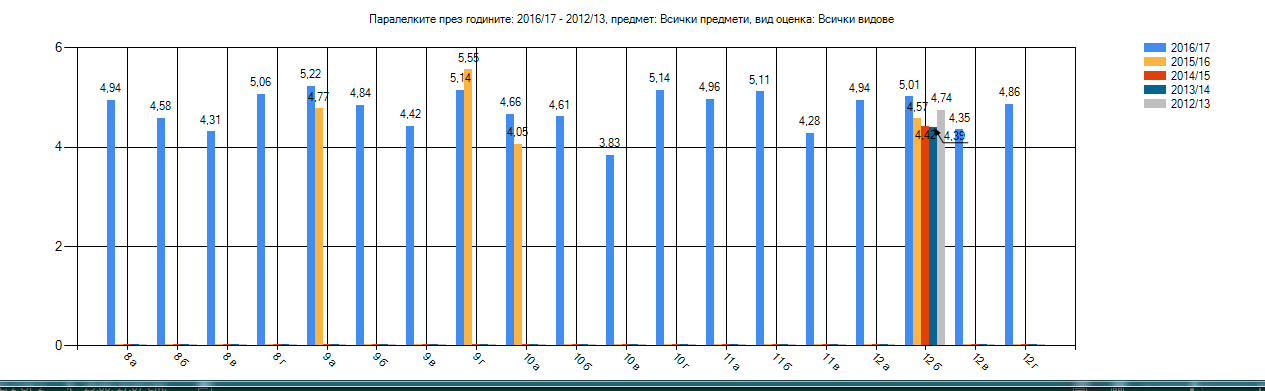 Паралелките през годините: 2016/17 - 2012/13, предмет: Всички предмети, вид оценка: Всички видове
2016/17
2015/16
2014/15
2013/14
2012/13
6
4
2
0
4,94
4,58
4,31
5,06
5,22
4,77
4,84
4,42
5,14
5,55
4,66
4,05
4,61
3,83
5,14
4,96
5,11
4,28
4,94
5,01
4,57
4,42
4,39
4,74
4,35
4,86
8 а
8 б
8 в
8 г
9 а
9 б
9 в
9 г
10 а
10 б
10 в
10 г
11 а
11 б
11 в
12 а
12 б
12 в
12 г